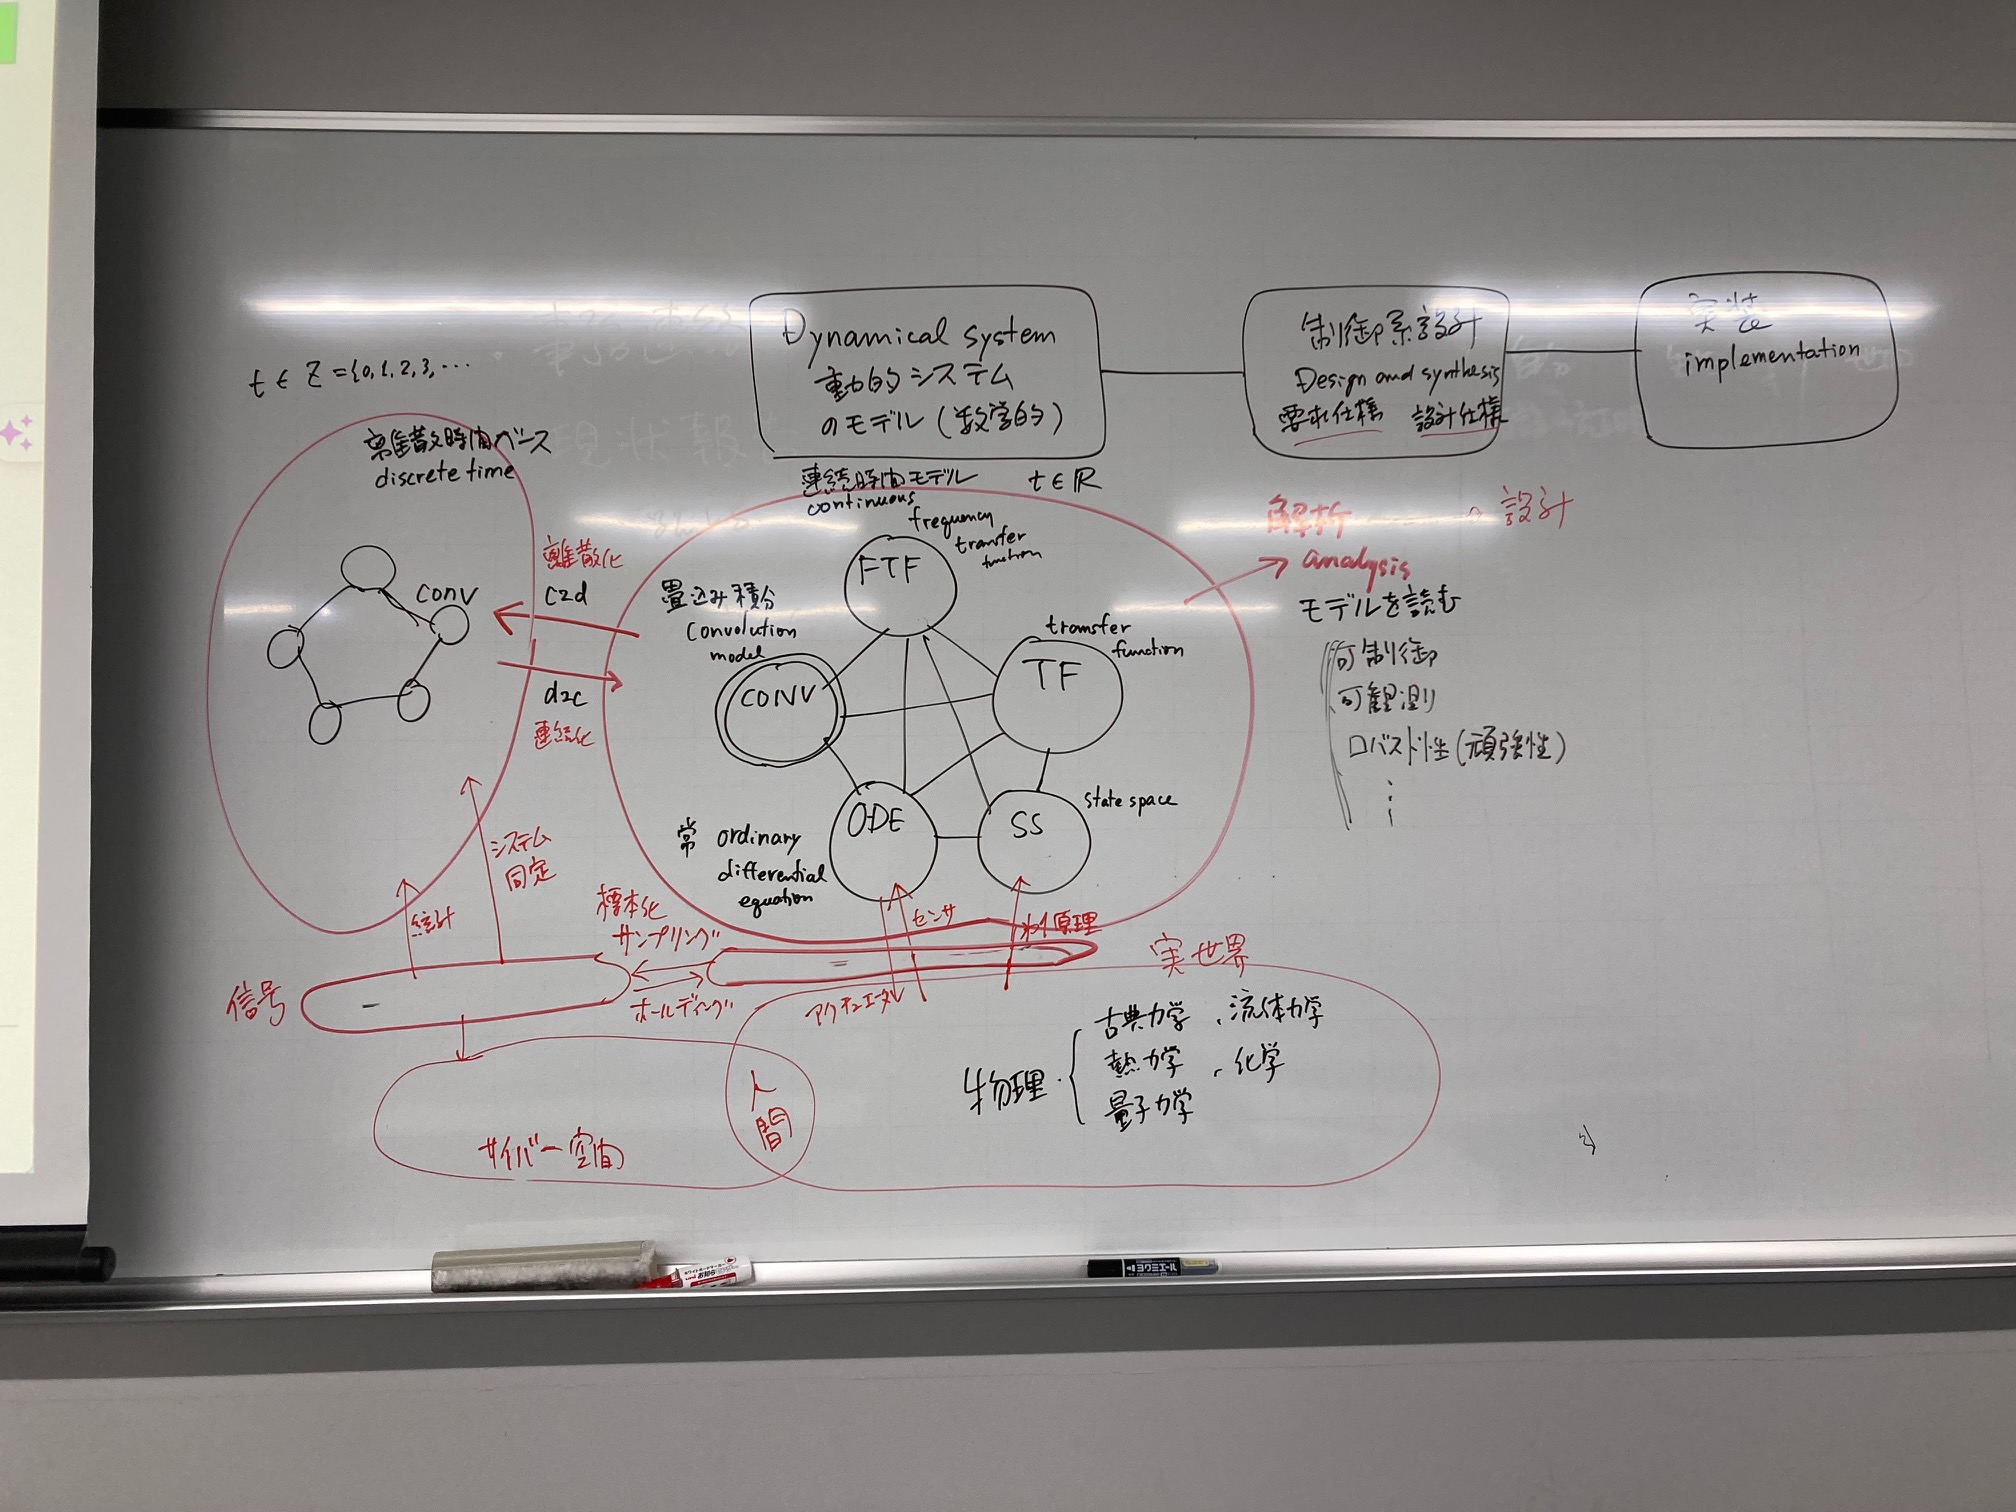 Dynamical system
動的システム
のモデル (数学的)
制御系設計
Design and synthesis
要求仕様 設計仕様
実装
implementation
t ∈ Z = {0, 1, 2, 3, ...
離散時間ベース
discrete time
CONV
離散化
c2d
d2c
連続化
連続時間モデル t ∈ R
continuous
frequency
transfer
function
FTF
畳込み積分
convolution
model
CONV
transfer
function
TF
ODE
常 ordinary
differential
equation
SS
state space
解析 設計
analysis
モデルを読む
可制御
可観測
ロバスト性 (頑強性)
⋮
システム
同定
統計
標本化
サンプリング
ホールディング
センサ
アクチュエータ
原理
信号
実世界
サイバー空間
人
間
物理
古典力学 、流体力学
熱力学 、化学
量子力学
ヨクミエール